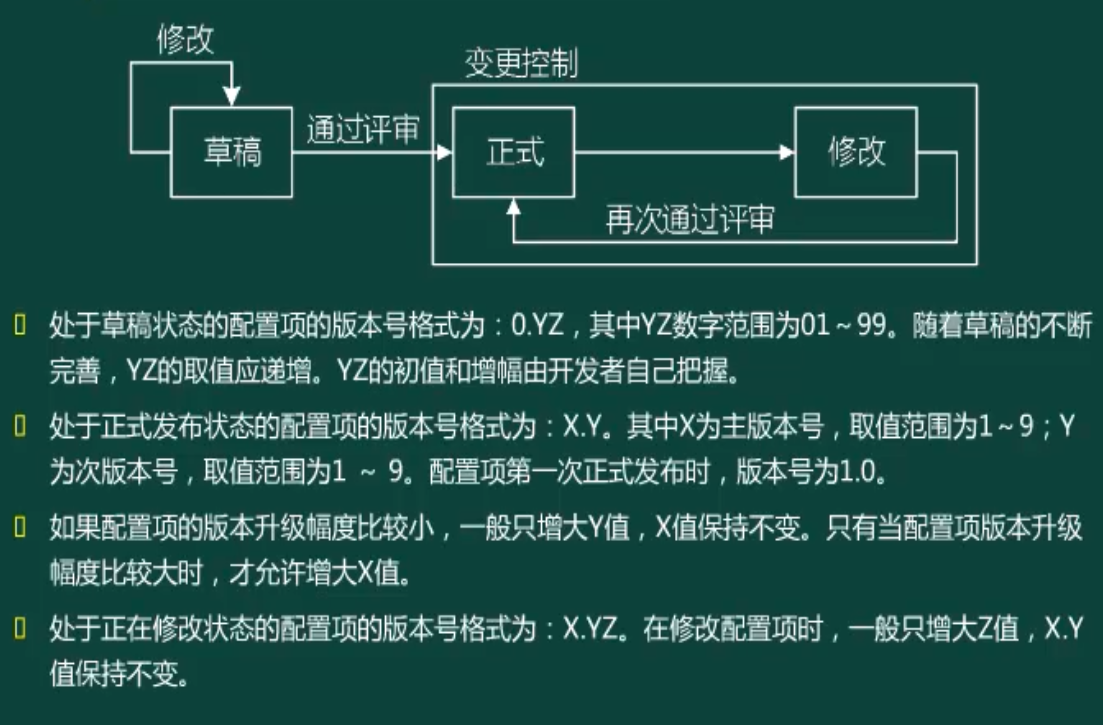 修改
变更控制
草稿
通过评审
正式
修改
再次通过评审
处于草稿状态的配置项的版本号格式为：0.YZ，其中YZ数字范围为01～99。随着草稿的不断
完善，YZ的取值应递增。YZ的初值和增幅由开发者自己把握。
处于正式发布状态的配置项的版本号格式为：X.Y。其中X为主版本号，取值范围为1～9；Y
为次版本号，取值范围为1 ～ 9。配置项第一次正式发布时，版本号为1.0。
如果配置项的版本升级幅度比较小，一般只增大Y值，X值保持不变。只有当配置项版本升级
幅度比较大时，才允许增大X值。
处于正在修改状态的配置项的版本号格式为：X.YZ。在修改配置项时，一般只增大Z值，X.Y
值保持不变。